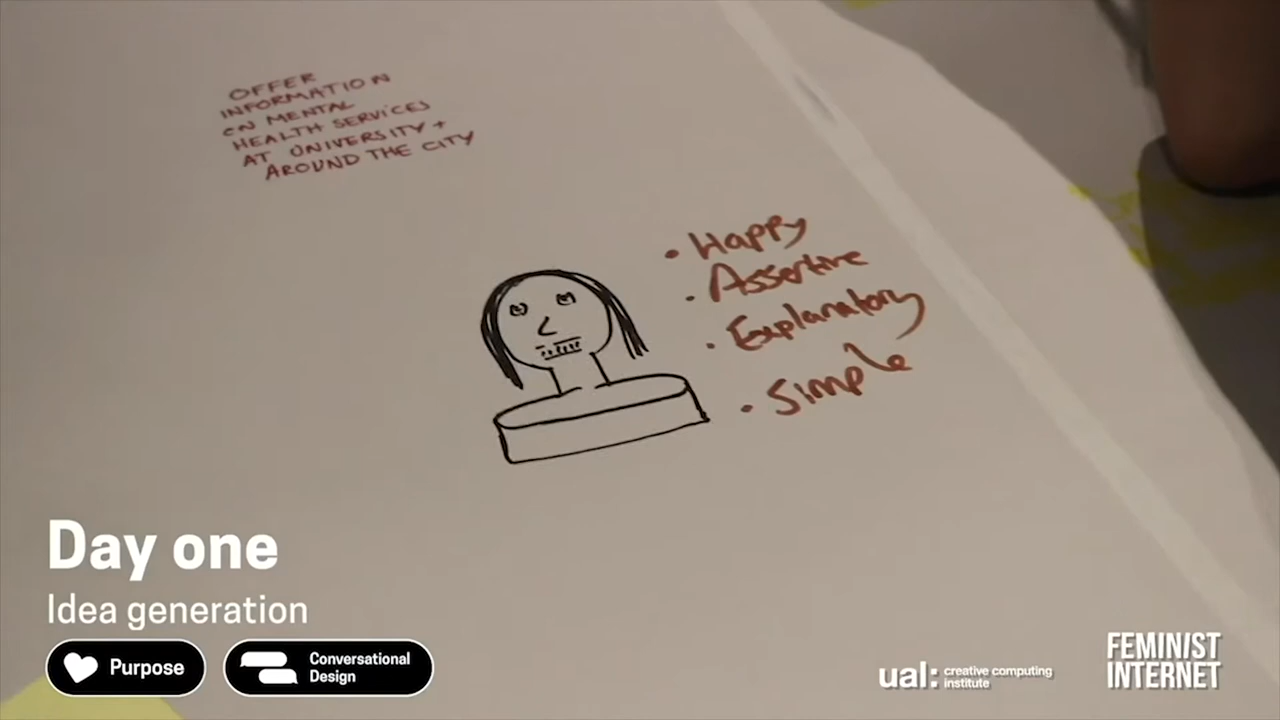 OFFER
INFORMATION
ON MENTAL
HEALTH SERVICES
AT UNIVERSITY +
AROUND THE CITY
• Happy
• Assertive
• Explanatory
• Simple
Day one
Idea generation
Purpose
Conversational
Design
ual: creative computing
institute
FEMINIST
INTERNET